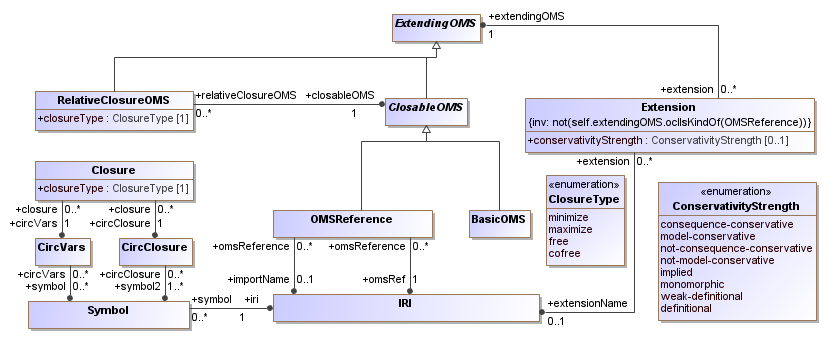 ExtendingOMS
+extendingOMS
1
+extension
0..*
RelativeClosureOMS
+closureType : ClosureType [1]
+relativeClosureOMS
0..*
+closableOMS
1
ClosableOMS
Extension
{inv: not(self.extendingOMS.oclIsKindOf(OMSReference))}
+conservativityStrength : ConservativityStrength [0..1]
+extension
0..*
Closure
+closureType : ClosureType [1]
+closure
0..*
+circVars
1
+closure
0..*
+circClosure
1
CircVars
CircClosure
+circVars
0..*
+symbol
0..*
+circClosure
0..*
+symbol2
1..*
Symbol
+symbol
0..*
+iri
1
OMSReference
BasicOMS
+omsReference
0..*
+omsReference
0..*
+importName
0..1
+omsRef
1
IRI
+extensionName
0..1
«enumeration»
ClosureType
minimize
maximize
free
cofree
«enumeration»
ConservativityStrength
consequence-conservative
model-conservative
not-consequence-conservative
not-model-conservative
implied
monomorphic
weak-definitional
definitional